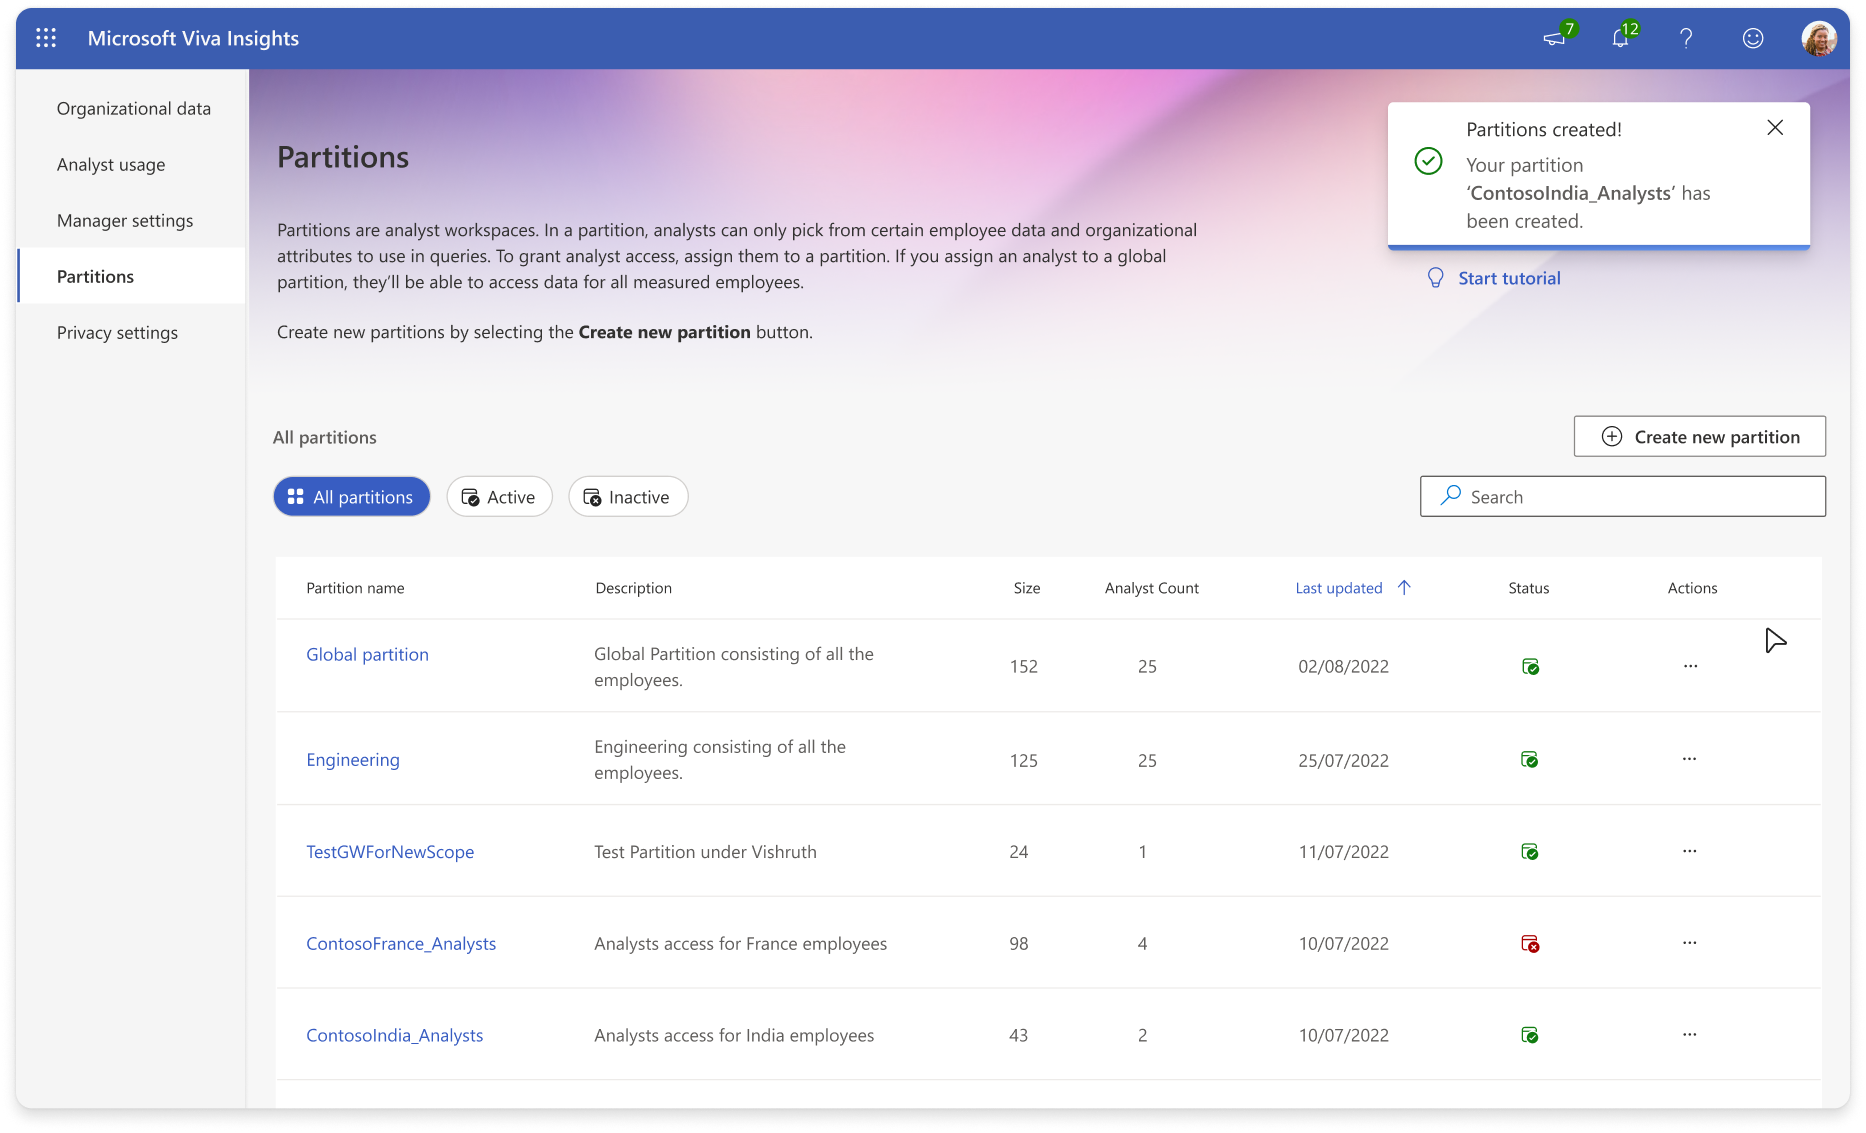 Microsoft Viva Insights
7
12
Organizational data
Analyst usage
Manager settings
Partitions
Privacy settings
Partitions
Partitions are analyst workspaces. In a partition, analysts can only pick from certain employee data and organizational
attributes to use in queries. To grant analyst access, assign them to a partition. If you assign an analyst to a global
partition, they’ll be able to access data for all measured employees.
Create new partitions by selecting the Create new partition button.
Partitions created!
Your partition
‘ContosoIndia_Analysts’ has
been created.
Start tutorial
All partitions
Create new partition
All partitions Active Inactive
Search
Partition name Description Size Analyst Count Last updated Status Actions
Global partition Global Partition consisting of all the
employees. 152 25 02/08/2022 ...
Engineering Engineering consisting of all the
employees. 125 25 25/07/2022 ...
TestGWForNewScope Test Partition under Vishruth 24 1 11/07/2022 ...
ContosoFrance_Analysts Analysts access for France employees 98 4 10/07/2022 ...
ContosoIndia_Analysts Analysts access for India employees 43 2 10/07/2022 ...